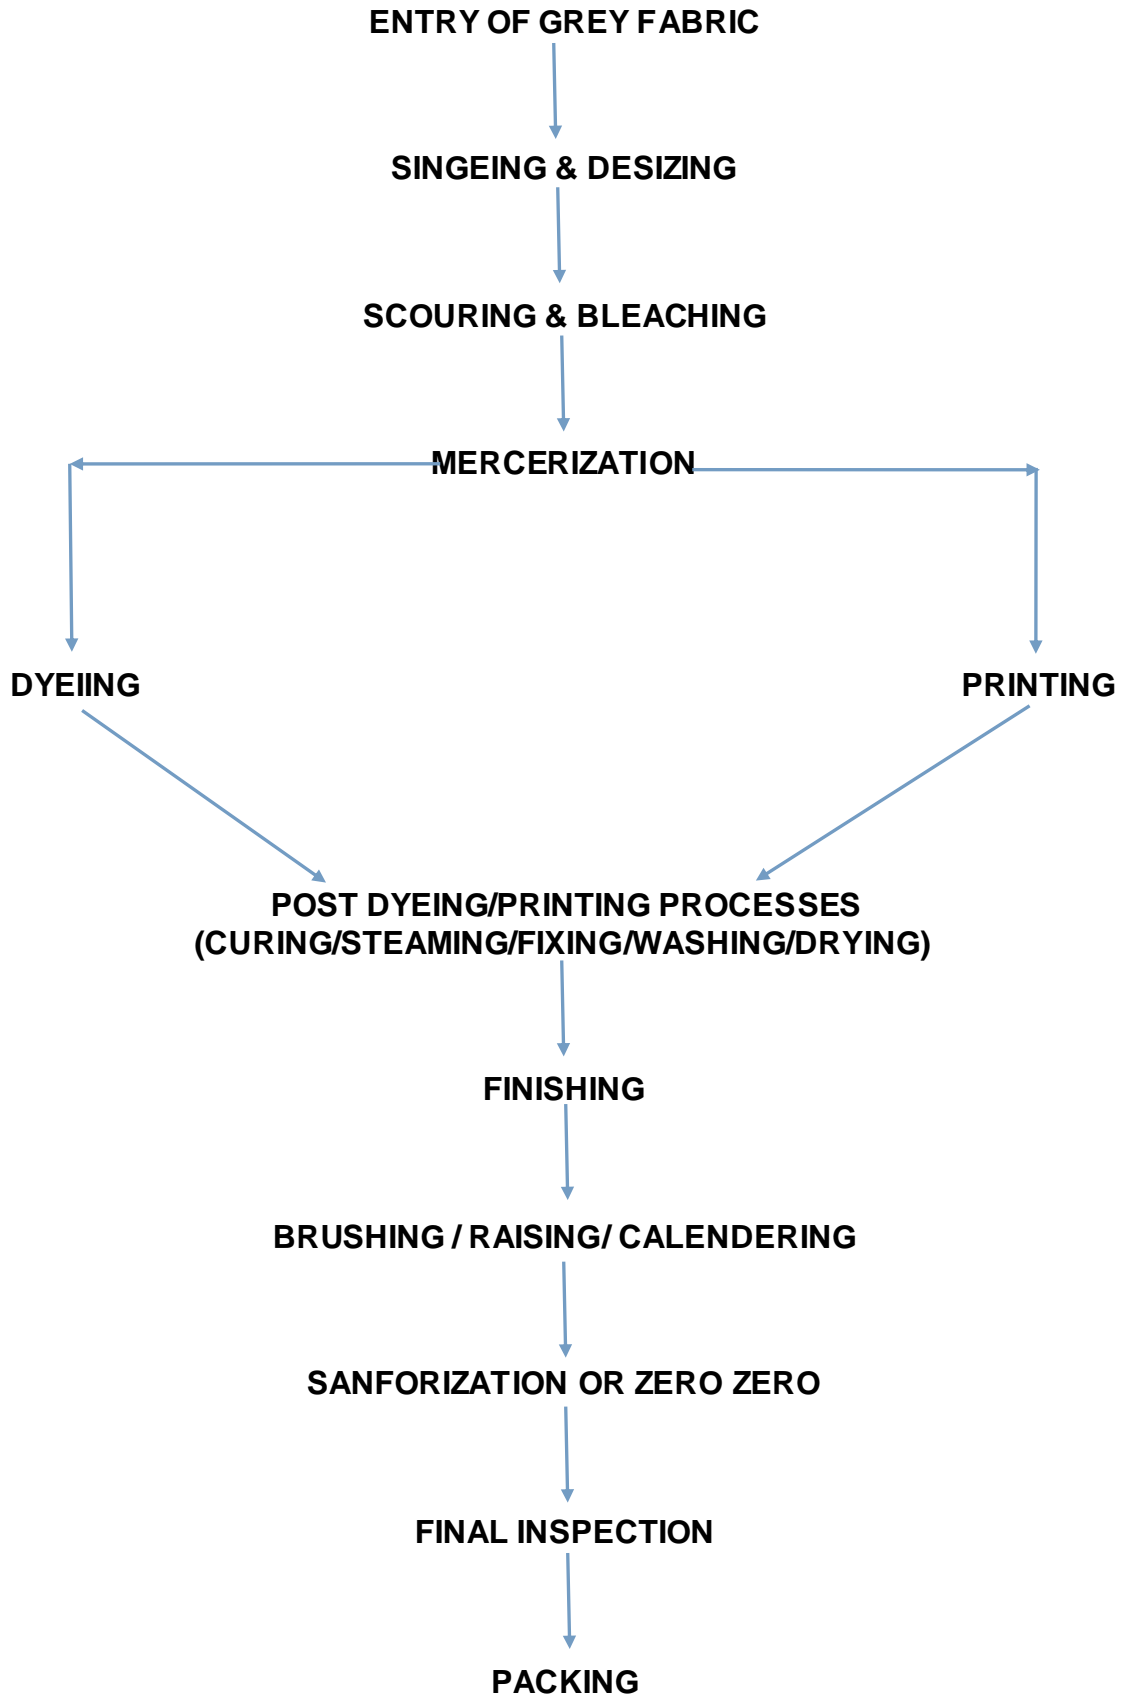 ENTRY OF GREY FABRIC
SINGEING & DESIZING
SCOURING & BLEACHING
MERCERIZATION
DYEIING
PRINTING
POST DYEING/PRINTING PROCESSES
(CURING/STEAMING/FIXING/WASHING/DRYING)
FINISHING
BRUSHING / RAISING/ CALENDERING
SANFORIZATION OR ZERO ZERO
FINAL INSPECTION
PACKING